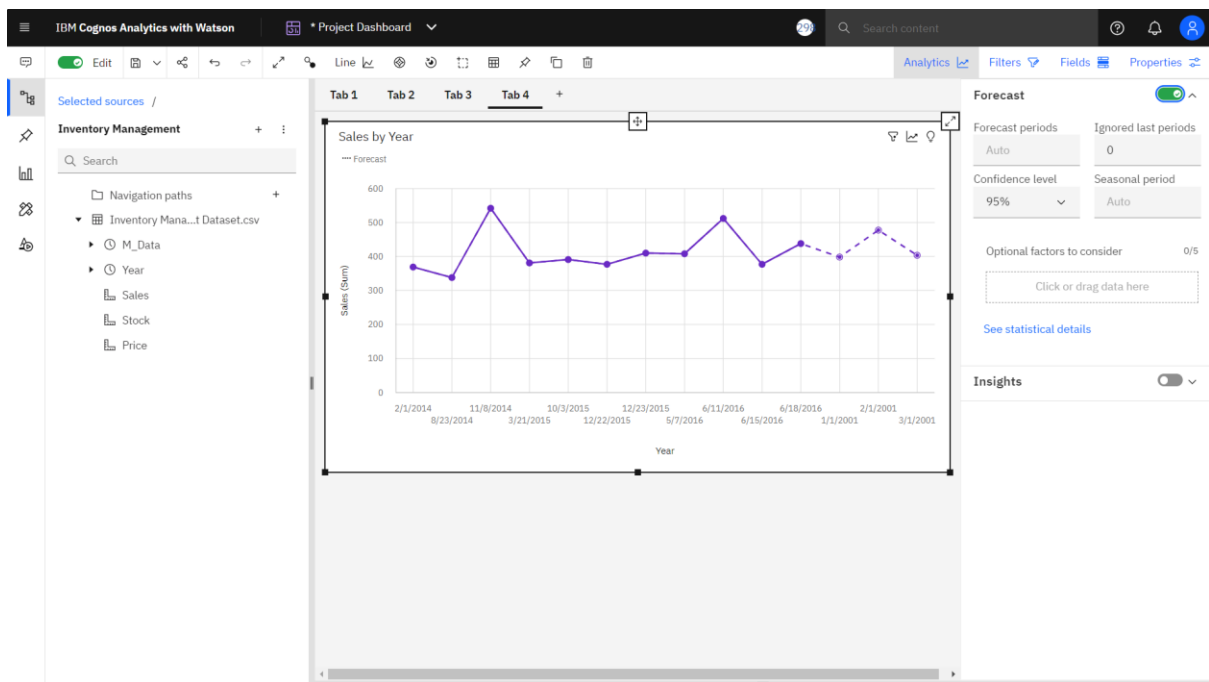 IBM Cognos Analytics with Watson
* Project Dashboard
Search content
Edit
Line
Analytics
Filters
Fields
Properties
Selected sources /
Inventory Management
Search
Navigation paths
Inventory Mana...t Dataset.csv
M_Data
Year
Sales
Stock
Price
Tab 1 Tab 2 Tab 3 Tab 4 +
Sales by Year
Forecast
600
500
400
300
200
100
0
Sales (Sum)
2/1/2014 11/8/2014 10/3/2015 12/23/2015 6/11/2016 6/18/2016 2/1/2001
8/23/2014 3/21/2015 12/22/2015 5/7/2016 6/15/2016 1/1/2001 3/1/2001
Year
Forecast
Forecast periods Ignored last periods
Auto 0
Confidence level Seasonal period
95% Auto
Optional factors to consider 0/5
Click or drag data here
See statistical details
Insights